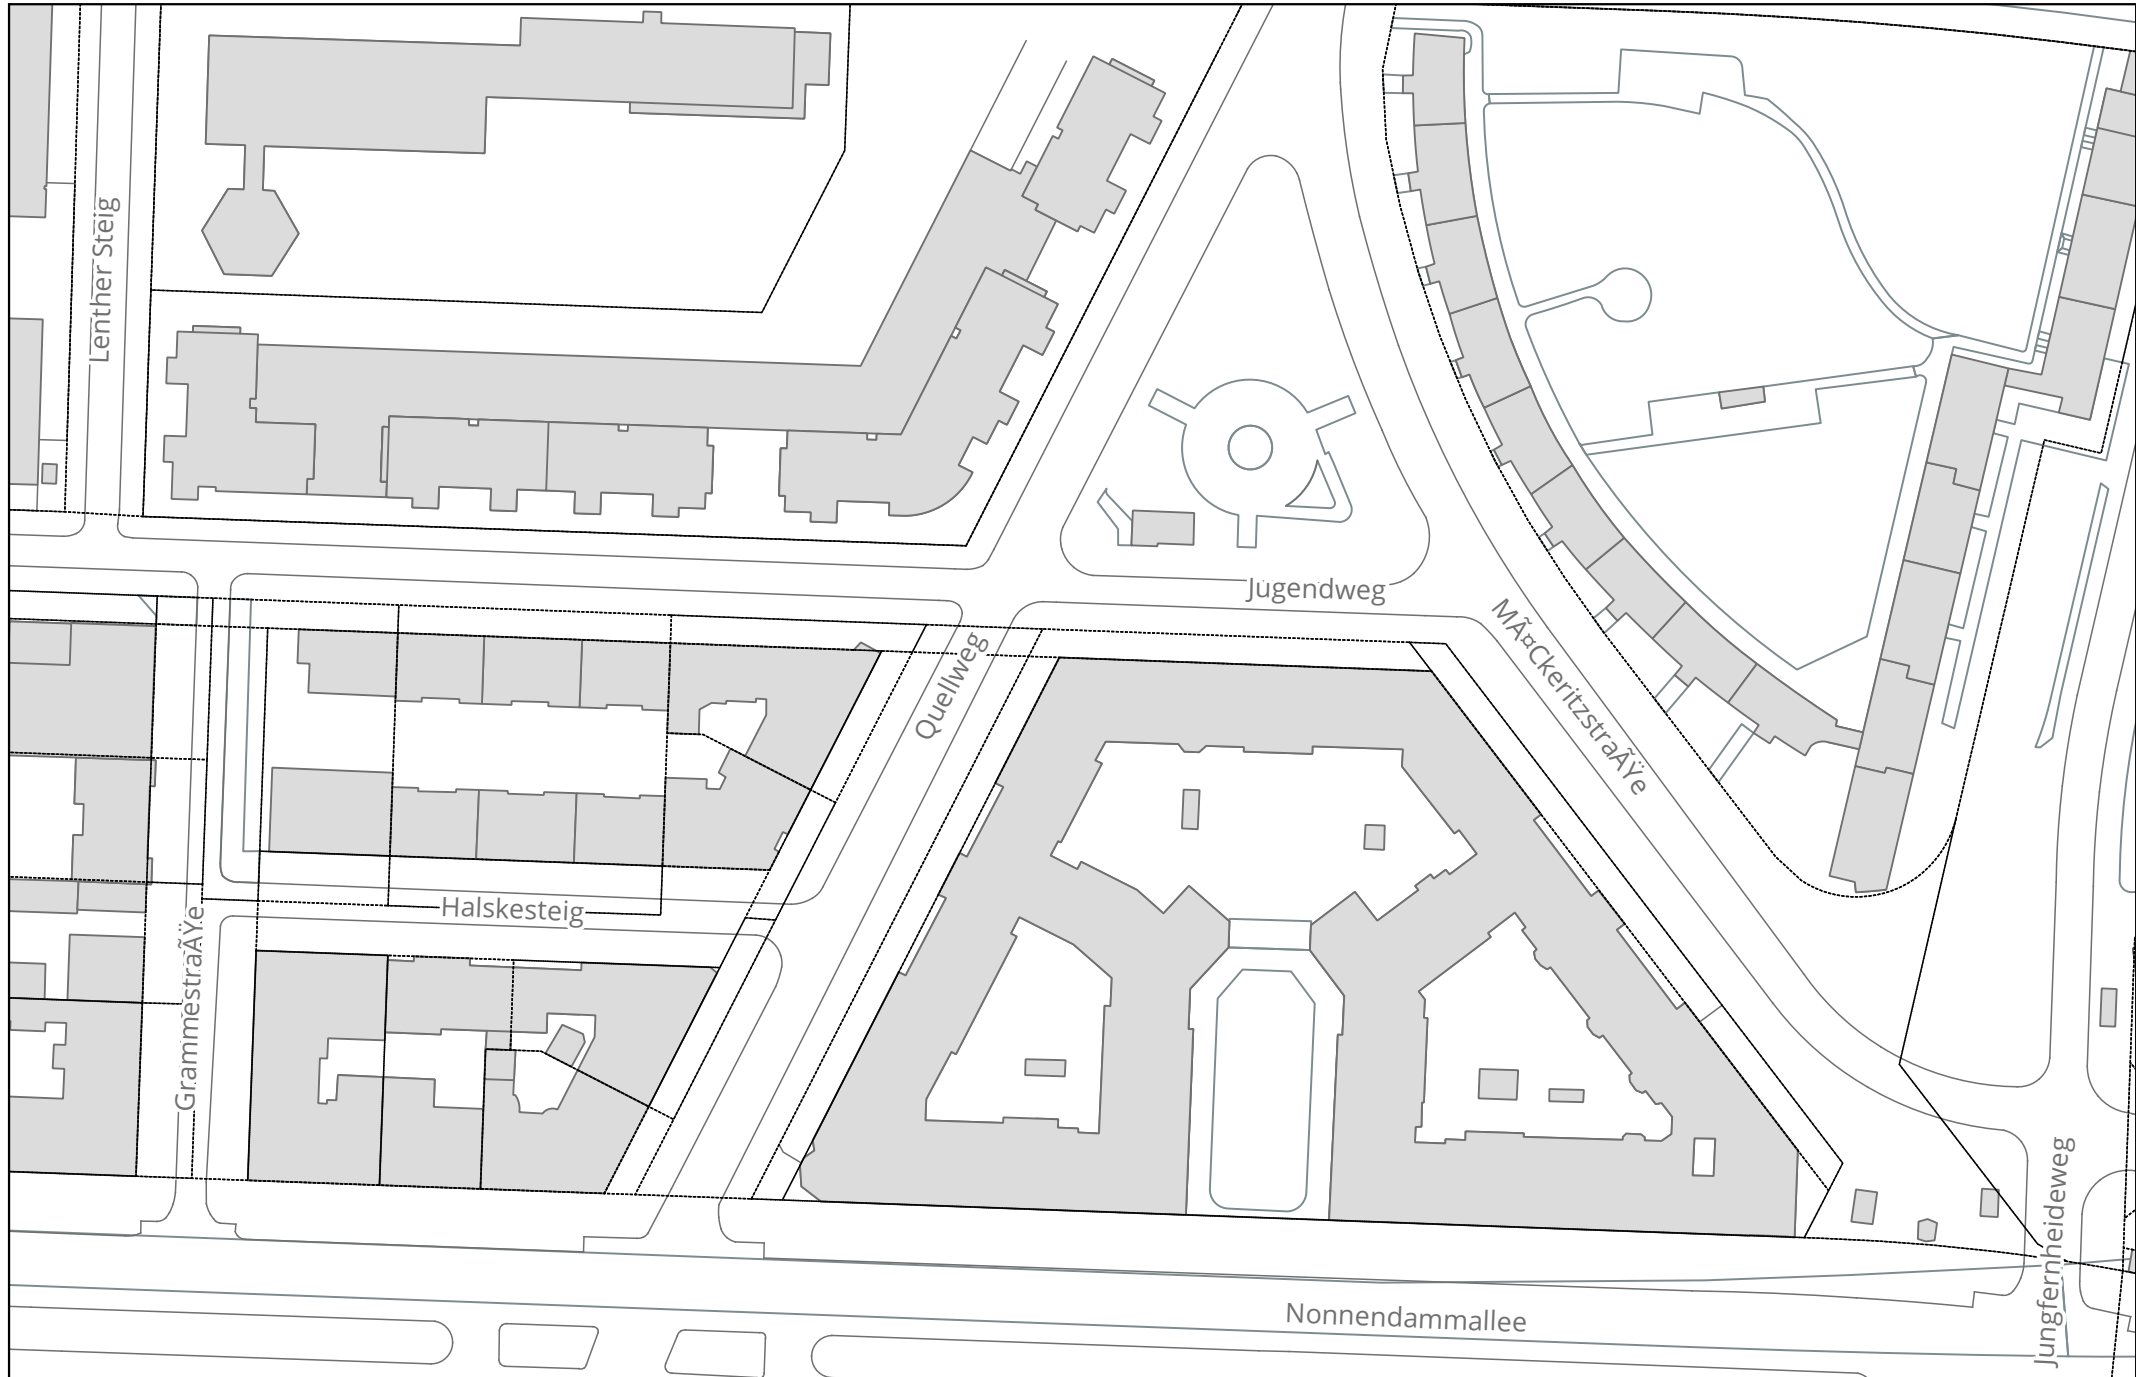 Lenther Steig
Jugendweg
MÃ¤CkeritzstraÃŸe
Quellweg
Halskesteig
GrammestraÃŸe
Jungfernheideweg
Nonnendammallee